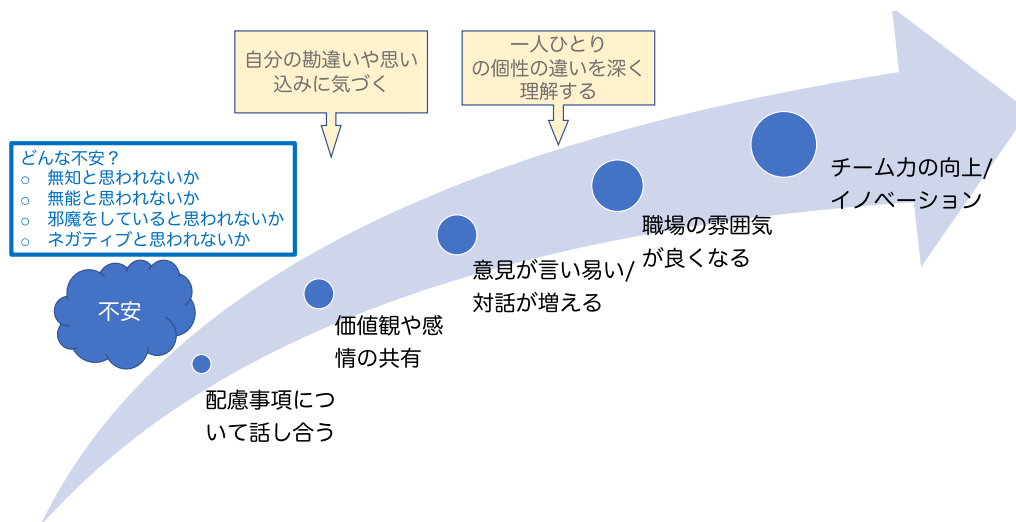 自分の勘違いや思い
込みに気づく
一人ひとり
の個性の違いを深く
理解する
どんな不安？
○ 無知と思われないか
○ 無能と思われないか
○ 邪魔をしていると思われないか
○ ネガティブと思われないか
不安
配慮事項につ
いて話し合う
価値観や感
情の共有
意見が言い易い/
対話が増える
職場の雰囲気
が良くなる
チーム力の向上/
イノベーション